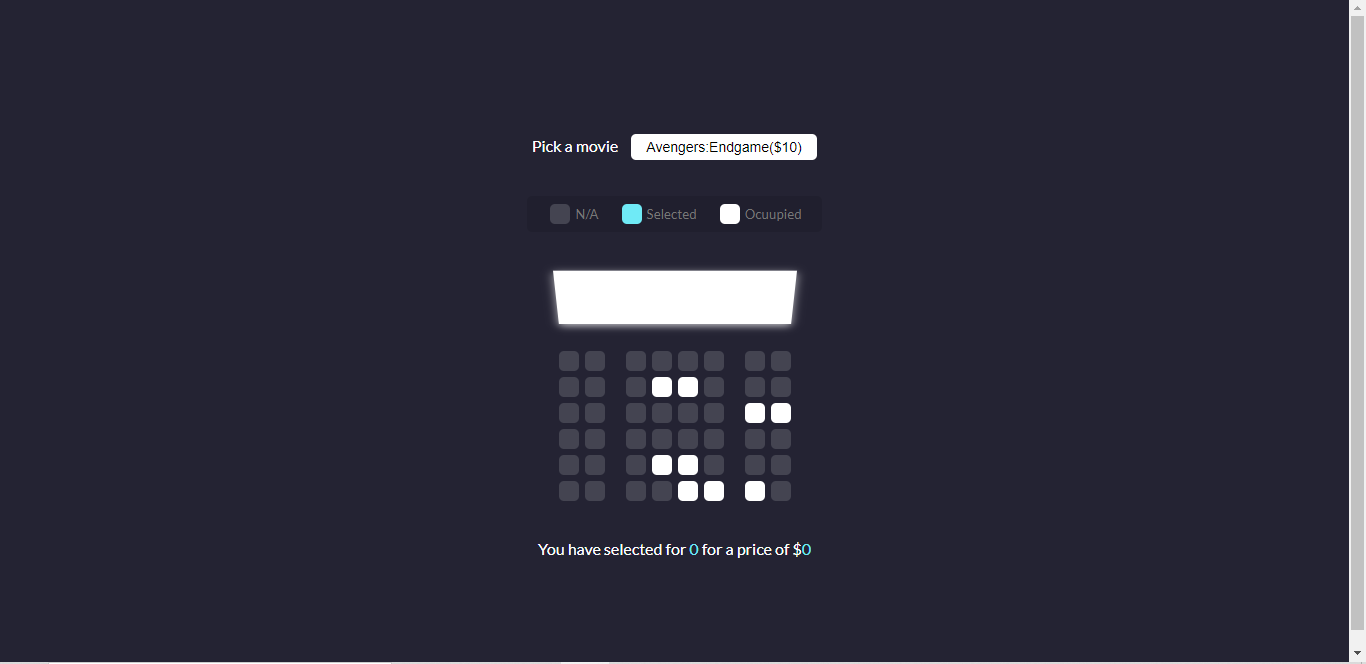 Pick a movie Avengers:Endgame($10)
N/A Selected Ocuupied
You have selected for 0 for a price of $0